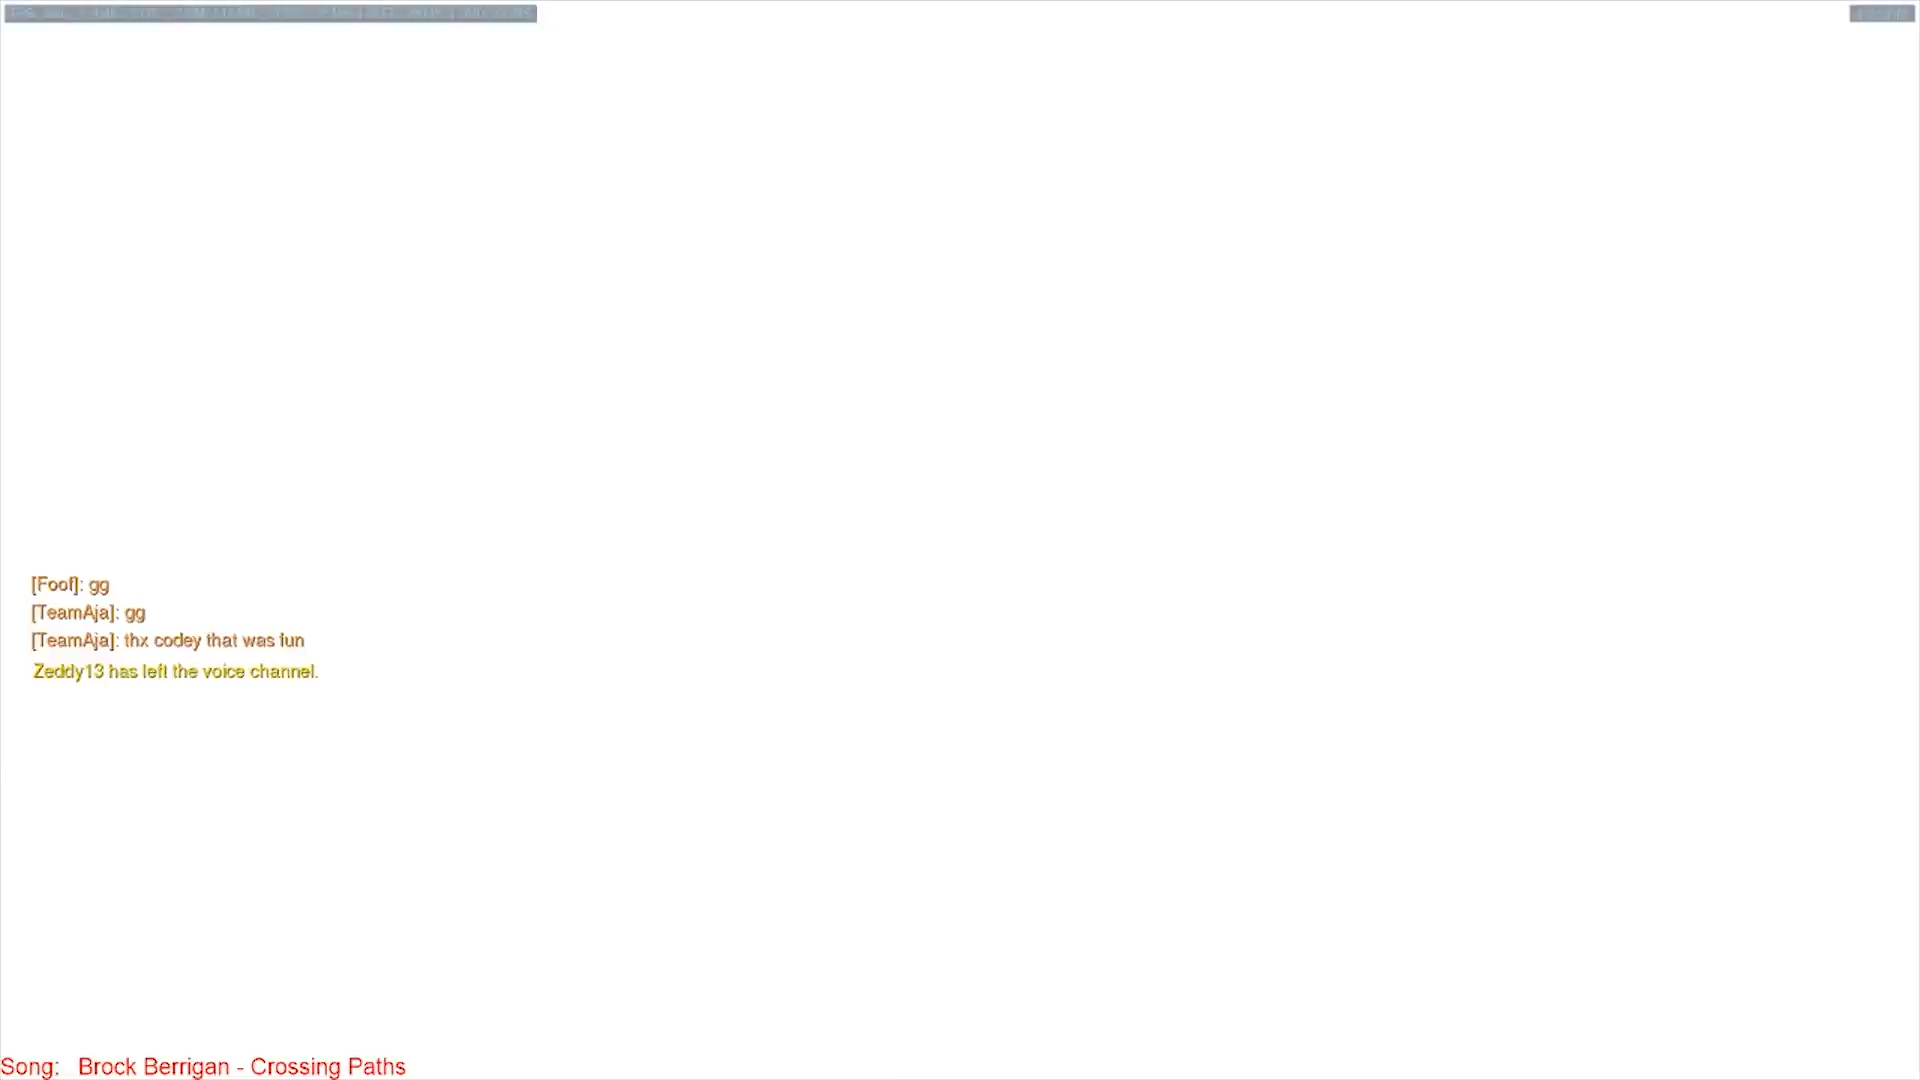 [Foof]: gg
[TeamAja]: gg
[TeamAja]: thx codey that was fun
Zeddy13 has left the voice channel.
Song: Brock Berrigan - Crossing Paths